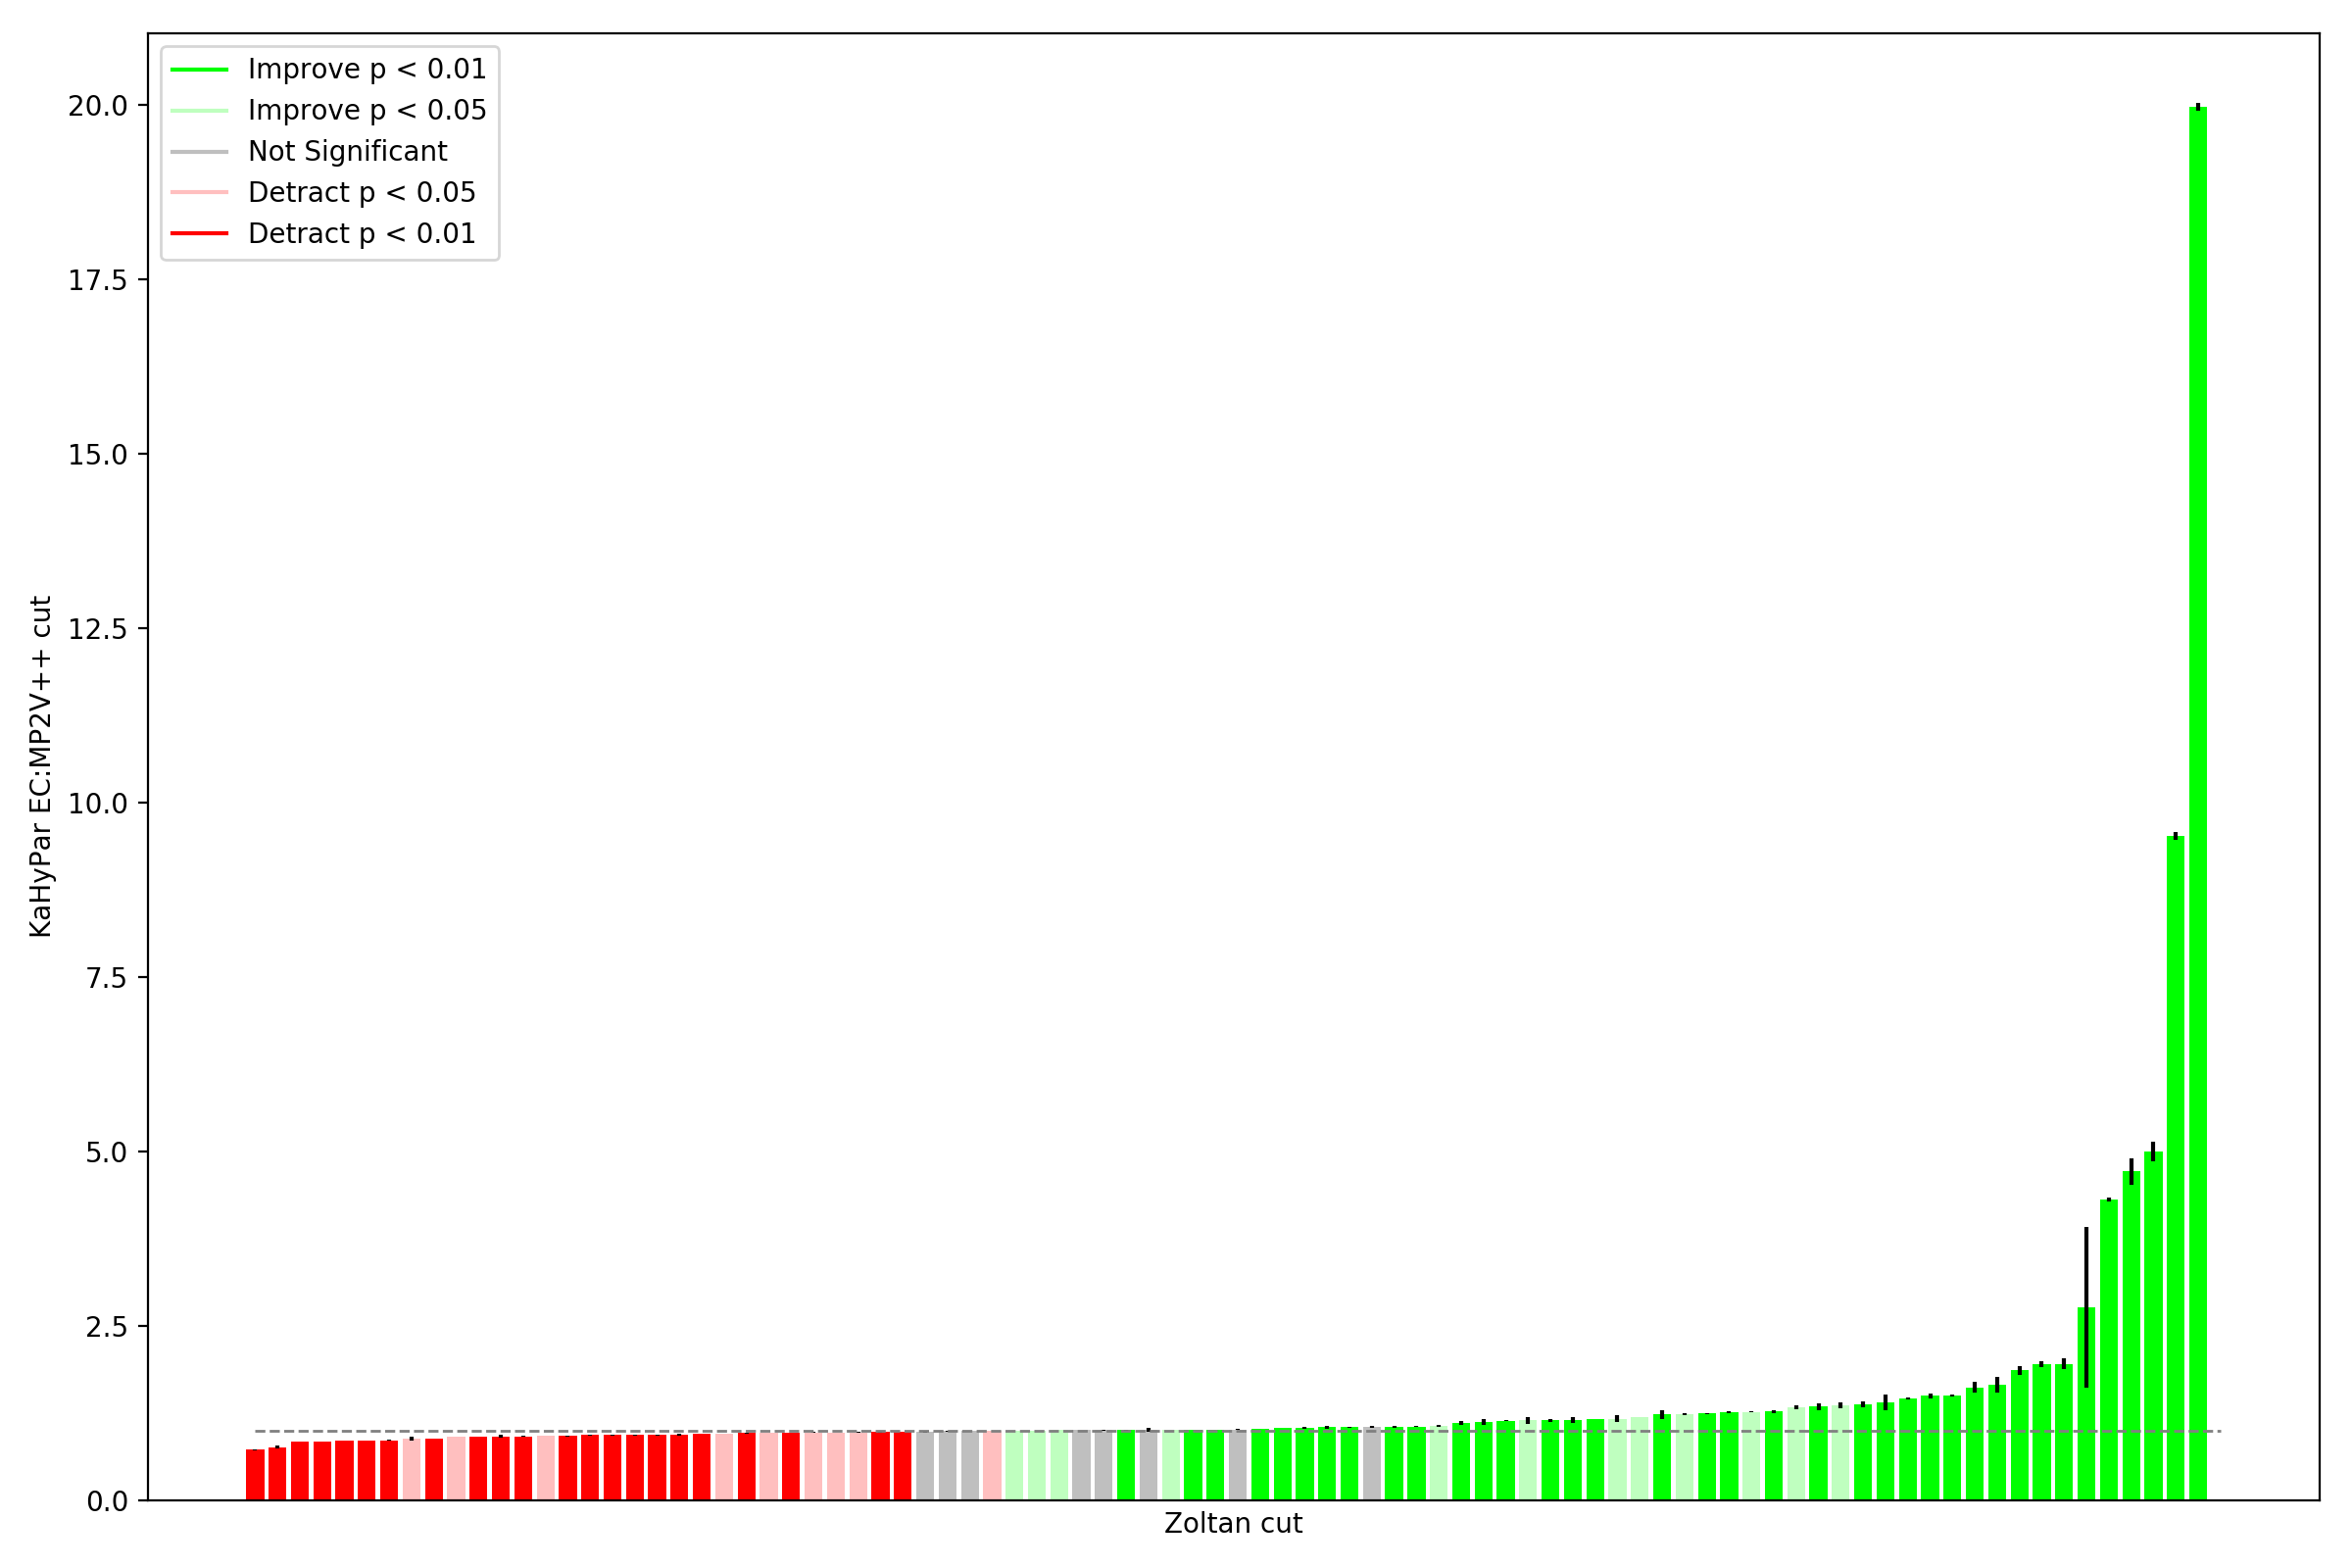 Improve p < 0.01
Improve p < 0.05
Not Significant
Detract p < 0.05
Detract p < 0.01
20.0
17.5
15.0
12.5
10.0
7.5
5.0
2.5
0.0
KaHyPar EC:MP2V++ cut
Zoltan cut